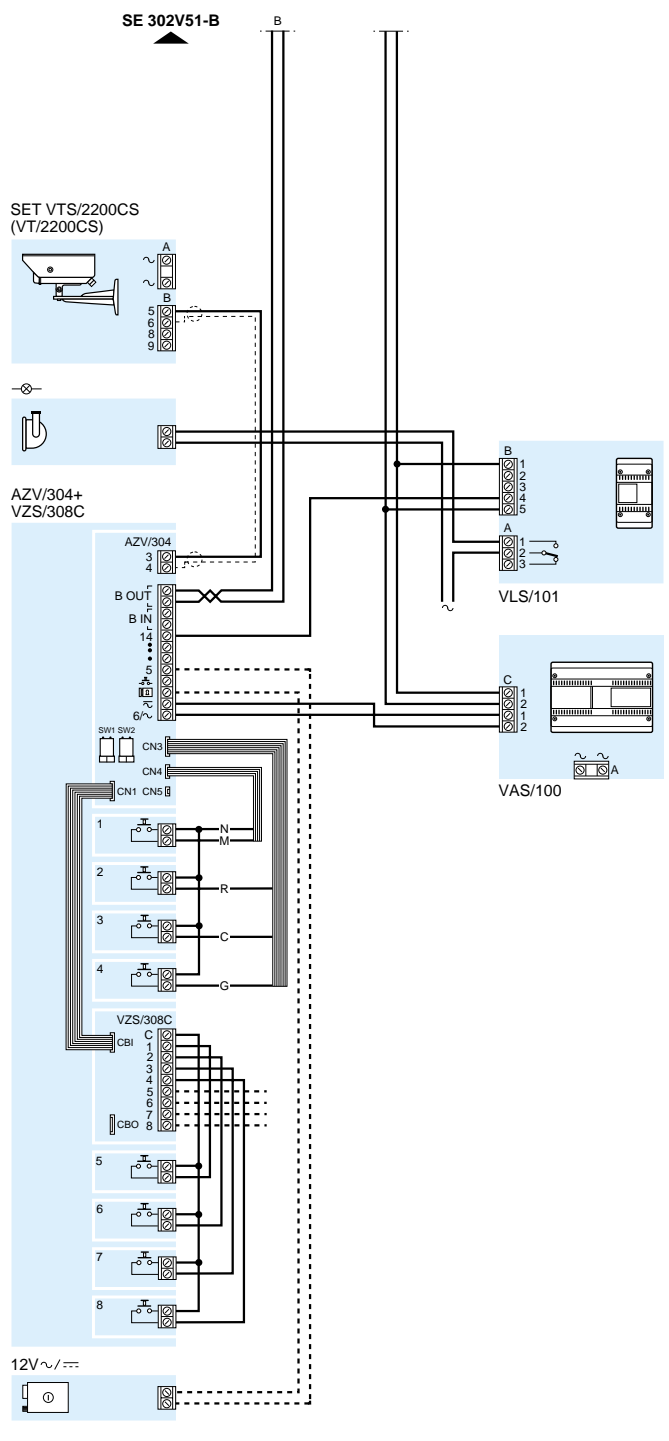 SE 302V51-B
B
SET VTS/2200CS
(VT/2200CS)
A
B
5
6
8
9
AZV/304+
VZS/308C
AZV/304
3
4
B OUT
B IN
14
5
6/~
SW1 SW2
CN3
CN4
CN1 CN5
1
N
M
2
R
3
C
4
G
VZS/308C
CBI
C
1
2
3
4
5
6
7
CBO 8
5
6
7
8
12V
B
1
2
3
4
5
A
1
2
3
VLS/101
C
1
2
1
2
A
VAS/100